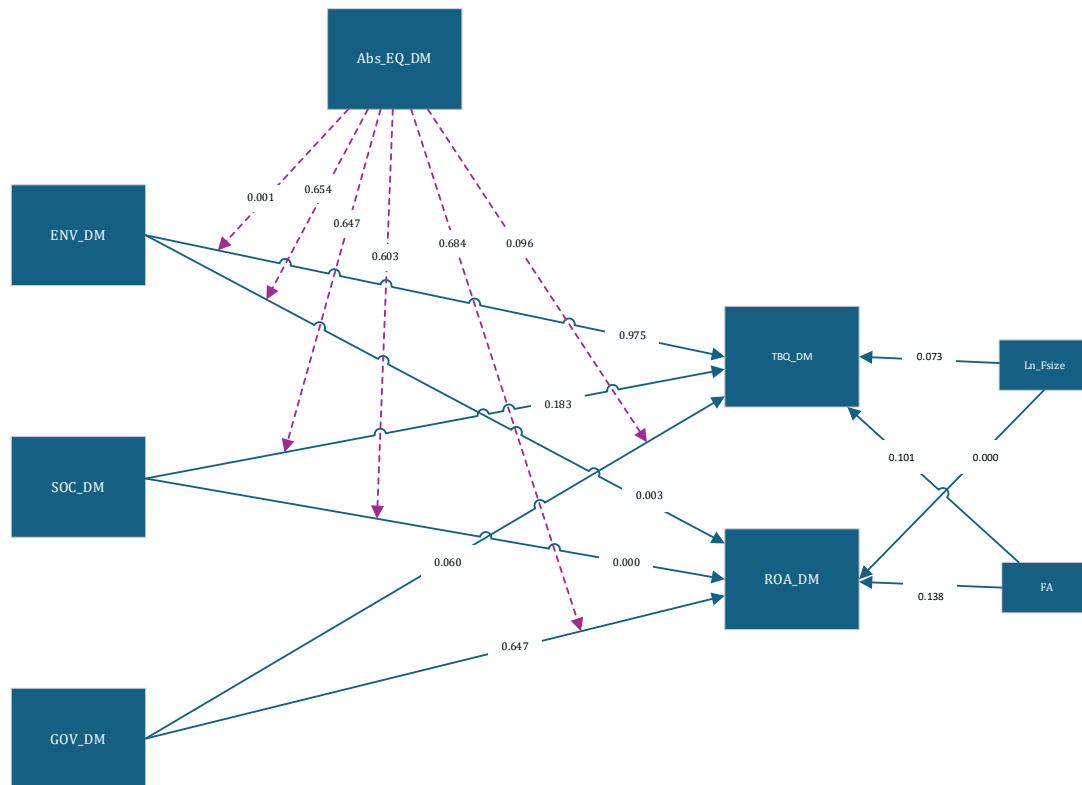 Abs_EQ_DM
0.001
0.654
0.647
0.603
0.684
0.096
ENV_DM
0.975
TBQ_DM
0.073
Ln_Fsize
0.183
SOC_DM
0.101
0.000
0.003
0.060
0.000
ROA_DM
0.138
FA
0.647
GOV_DM